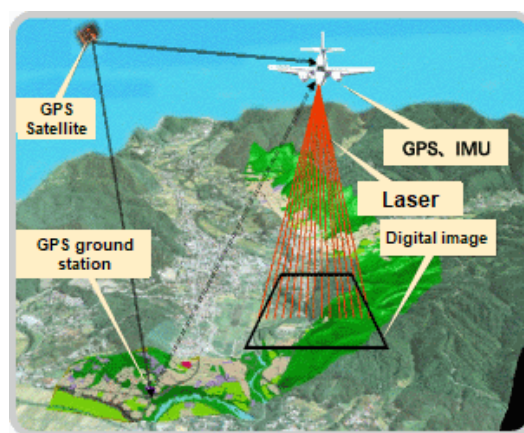 GPS
Satellite
GPS、IMU
Laser
Digital image
GPS ground
station